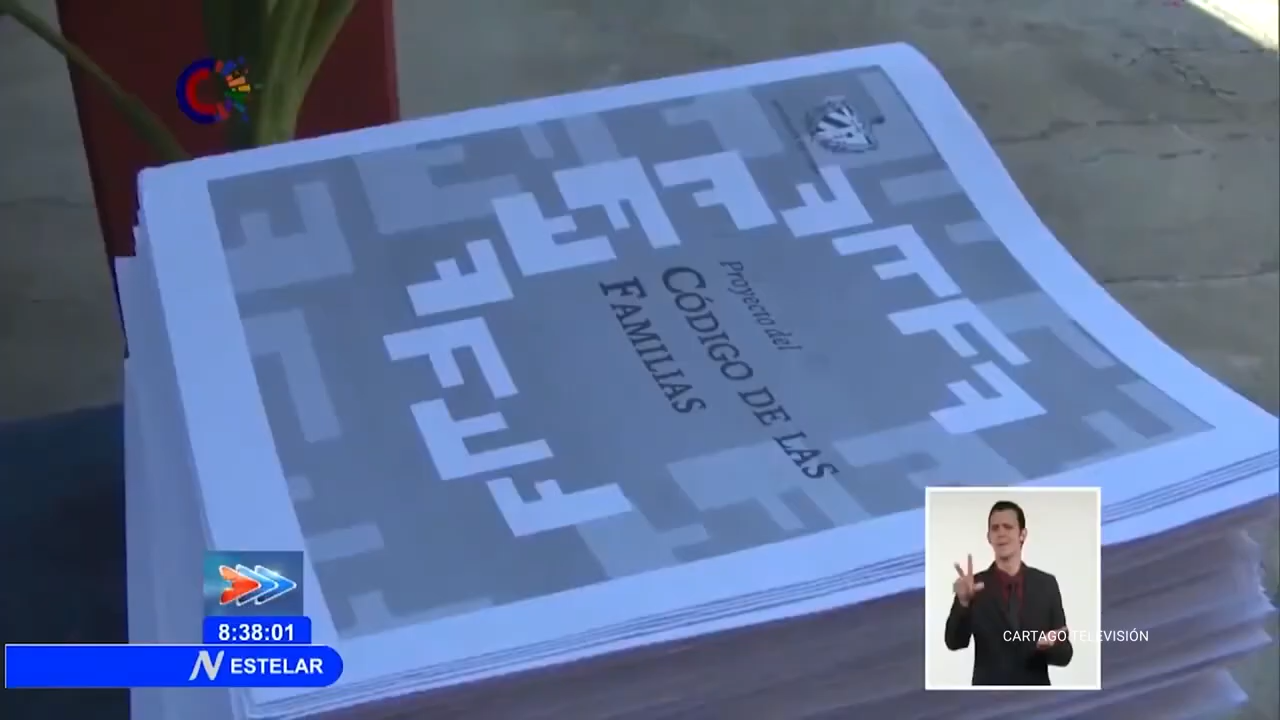 Proyecto del
CÓDIGO DE LAS
FAMILIAS
8:38:01
N ESTELAR
CARTAGO TELEVISIÓN